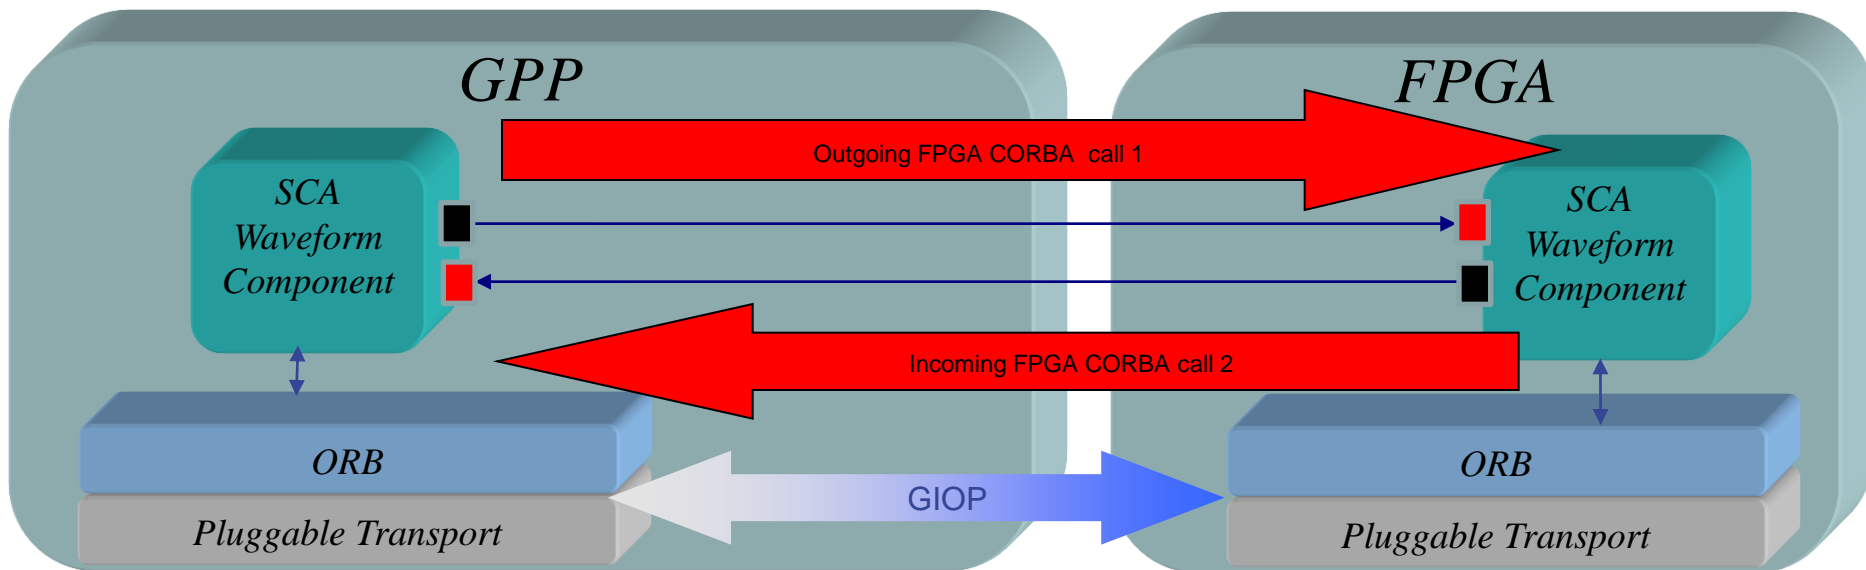 GPP
FPGA
Outgoing FPGA CORBA call 1
SCA
Waveform
Component
SCA
Waveform
Component
Incoming FPGA CORBA call 2
ORB
ORB
GIOP
Pluggable Transport
Pluggable Transport